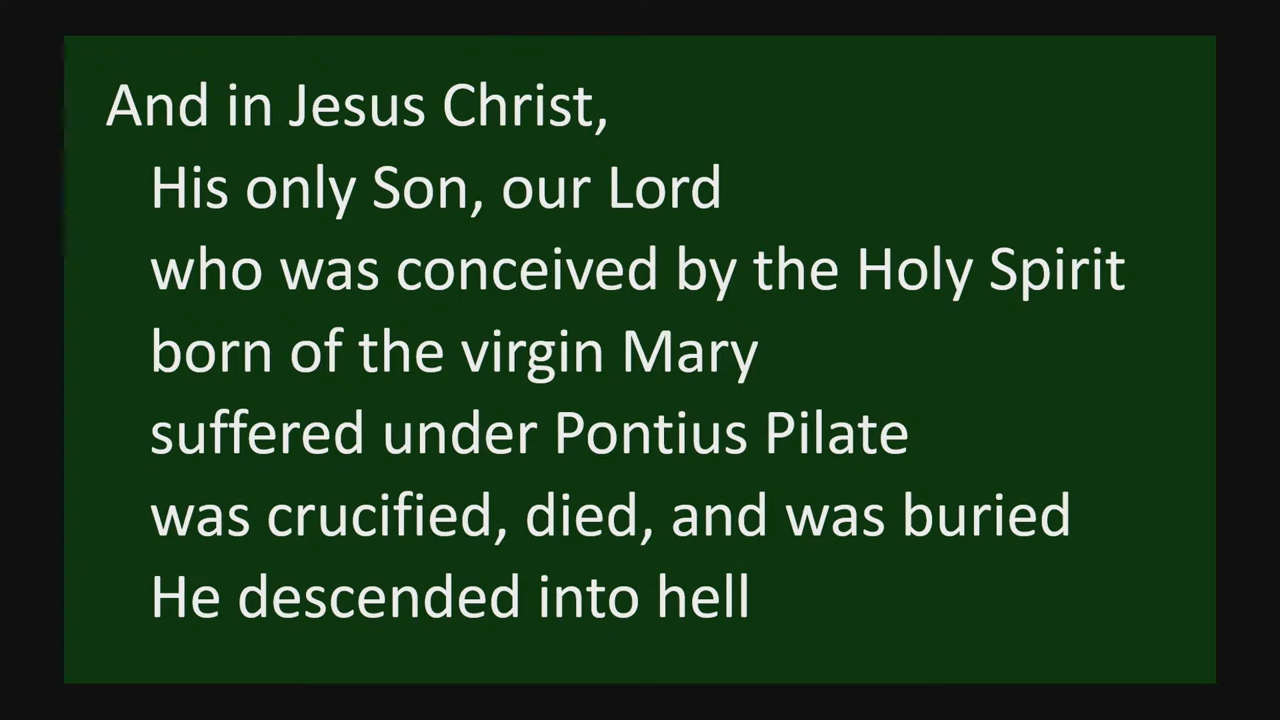 And in Jesus Christ,
His only Son, our Lord
who was conceived by the Holy Spirit
born of the virgin Mary
suffered under Pontius Pilate
was crucified, died, and was buried
He descended into hell